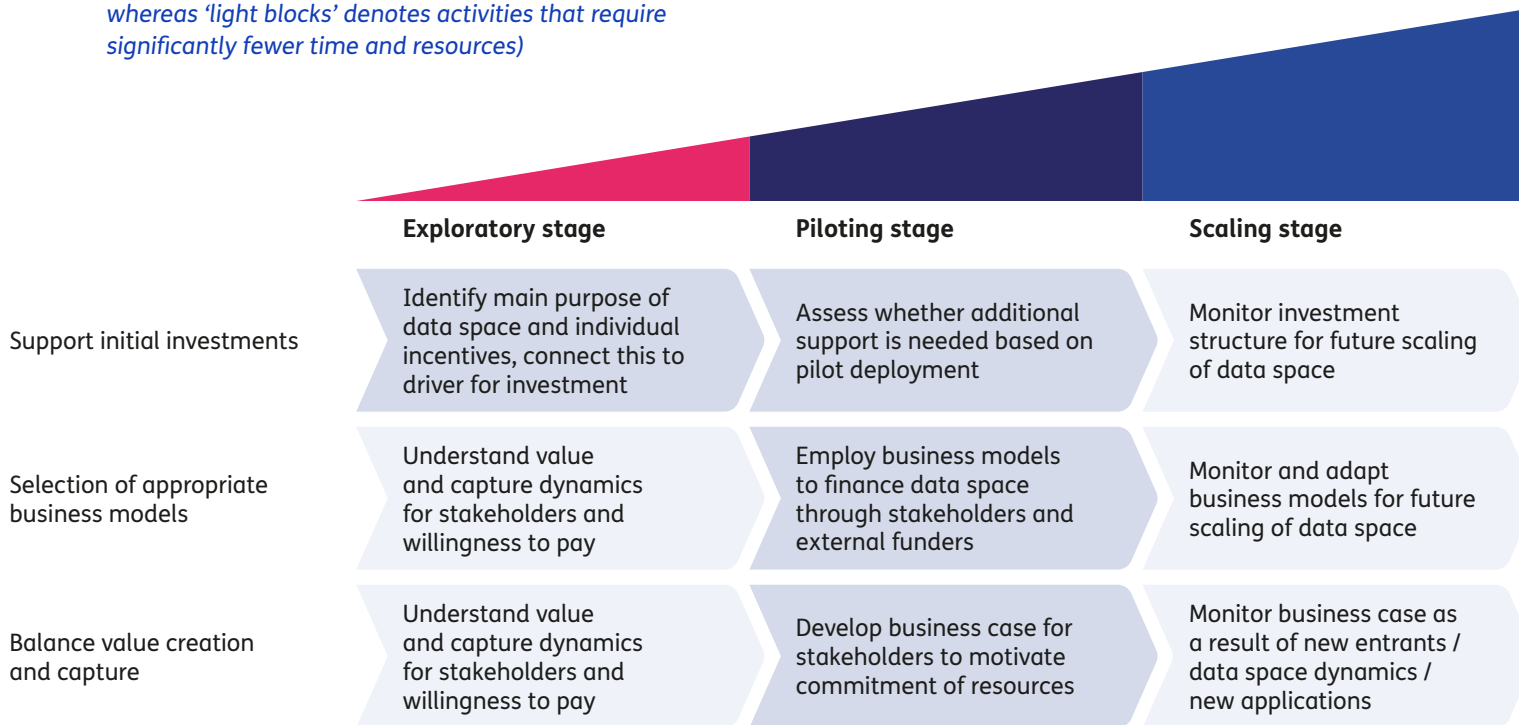 whereas ‘light blocks’ denotes activities that require
significantly fewer time and resources)
Exploratory stage
Piloting stage
Scaling stage
Support initial investments
Identify main purpose of
data space and individual
incentives, connect this to
driver for investment
Assess whether additional
support is needed based on
pilot deployment
Monitor investment
structure for future scaling
of data space
Selection of appropriate
business models
Understand value
and capture dynamics
for stakeholders and
willingness to pay
Employ business models
to finance data space
through stakeholders and
external funders
Monitor and adapt
business models for future
scaling of data space
Balance value creation
and capture
Understand value
and capture dynamics
for stakeholders and
willingness to pay
Develop business case for
stakeholders to motivate
commitment of resources
Monitor business case as
a result of new entrants /
data space dynamics /
new applications